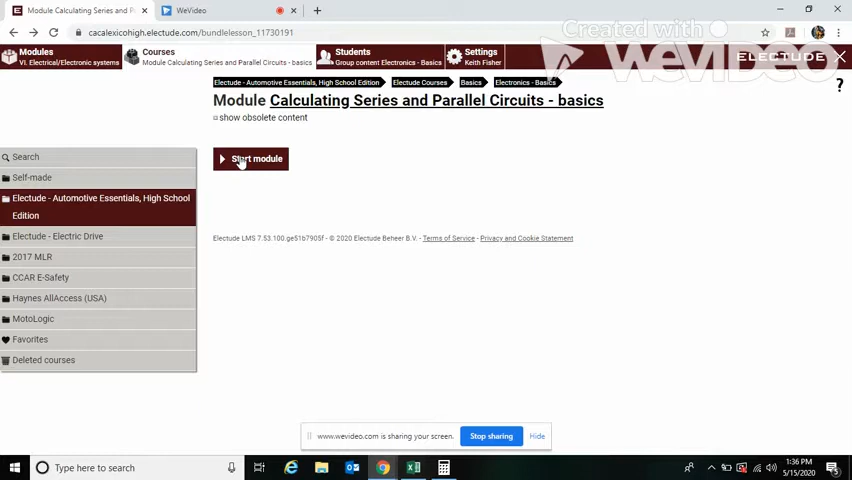 Module Calculating Series and Para
WeVideo
cacalexicohigh.electude.com/bundlelesson_11730191
Created with
wevideo
Modules
VI. Electrical/Electronic systems
Courses
Module Calculating Series and Parallel Circuits - basics
Students
Group content Electronics - Basics
Settings
Keith Fisher
ELECTUDE
Electude - Automotive Essentials, High School Edition
Electude Courses
Basics
Electronics - Basics
?
Module Calculating Series and Parallel Circuits - basics
show obsolete content
Start module
Search
Self-made
Electude - Automotive Essentials, High School
Edition
Electude - Electric Drive
2017 MLR
CCAR E-Safety
Haynes AllAccess (USA)
MotoLogic
Favorites
Deleted courses
Electude LMS 7.53.100.ge51b7905f - © 2020 Electude Beheer B.V. - Terms of Service - Privacy and Cookie Statement
www.wevideo.com is sharing your screen.
Stop sharing
Hide
Type here to search
1:36 PM
5/15/2020